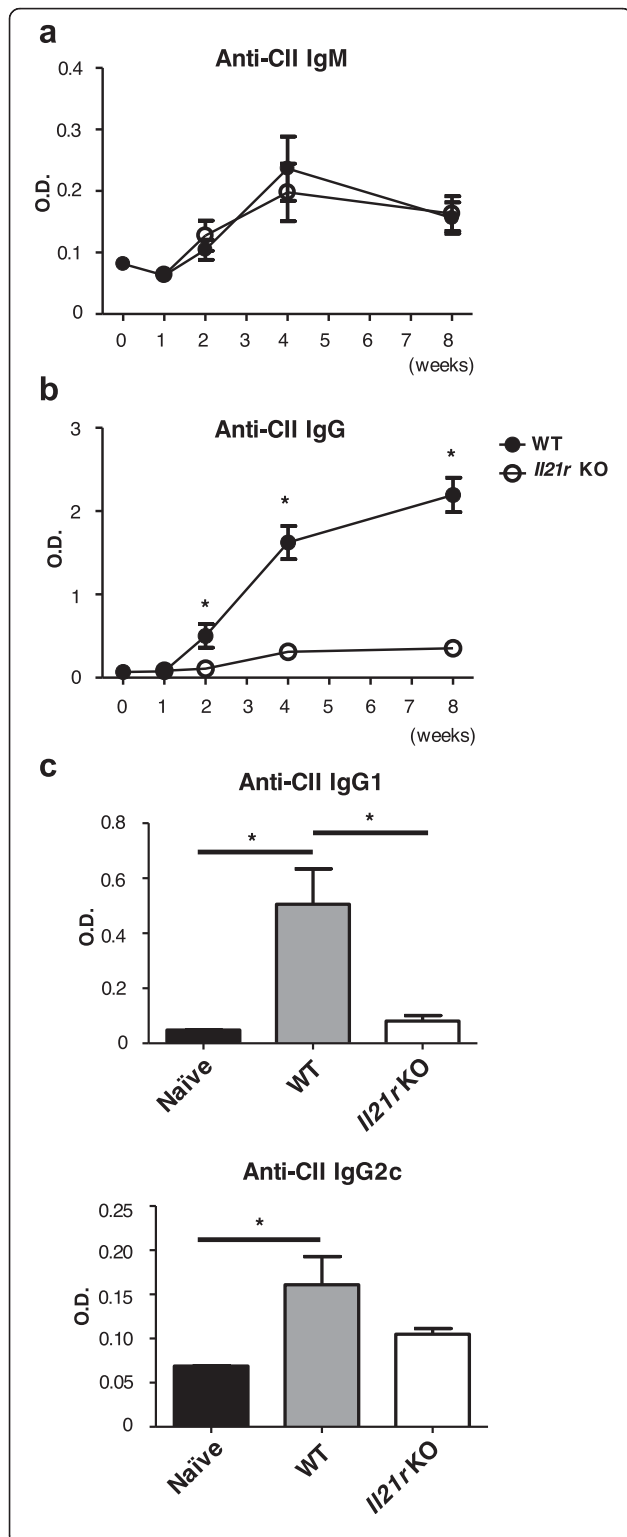 a
Anti-CII IgM
0.4
0.3
0.2
0.1
0
O.D.
0 1 2 4 5 6 7 8
(weeks)
b
Anti-CII IgG
3
2
1
0
O.D.
* * *
WT
Il21r KO
0 1 2 3 4 5 6 7 8
(weeks)
c
Anti-CII IgG1
0.8
0.6
0.4
0.2
0
O.D.
* *
Naïve WT Il21r KO
Anti-CII IgG2c
0.25
0.20
0.15
0.10
0.05
0
O.D.
*
Naïve WT Il21r KO